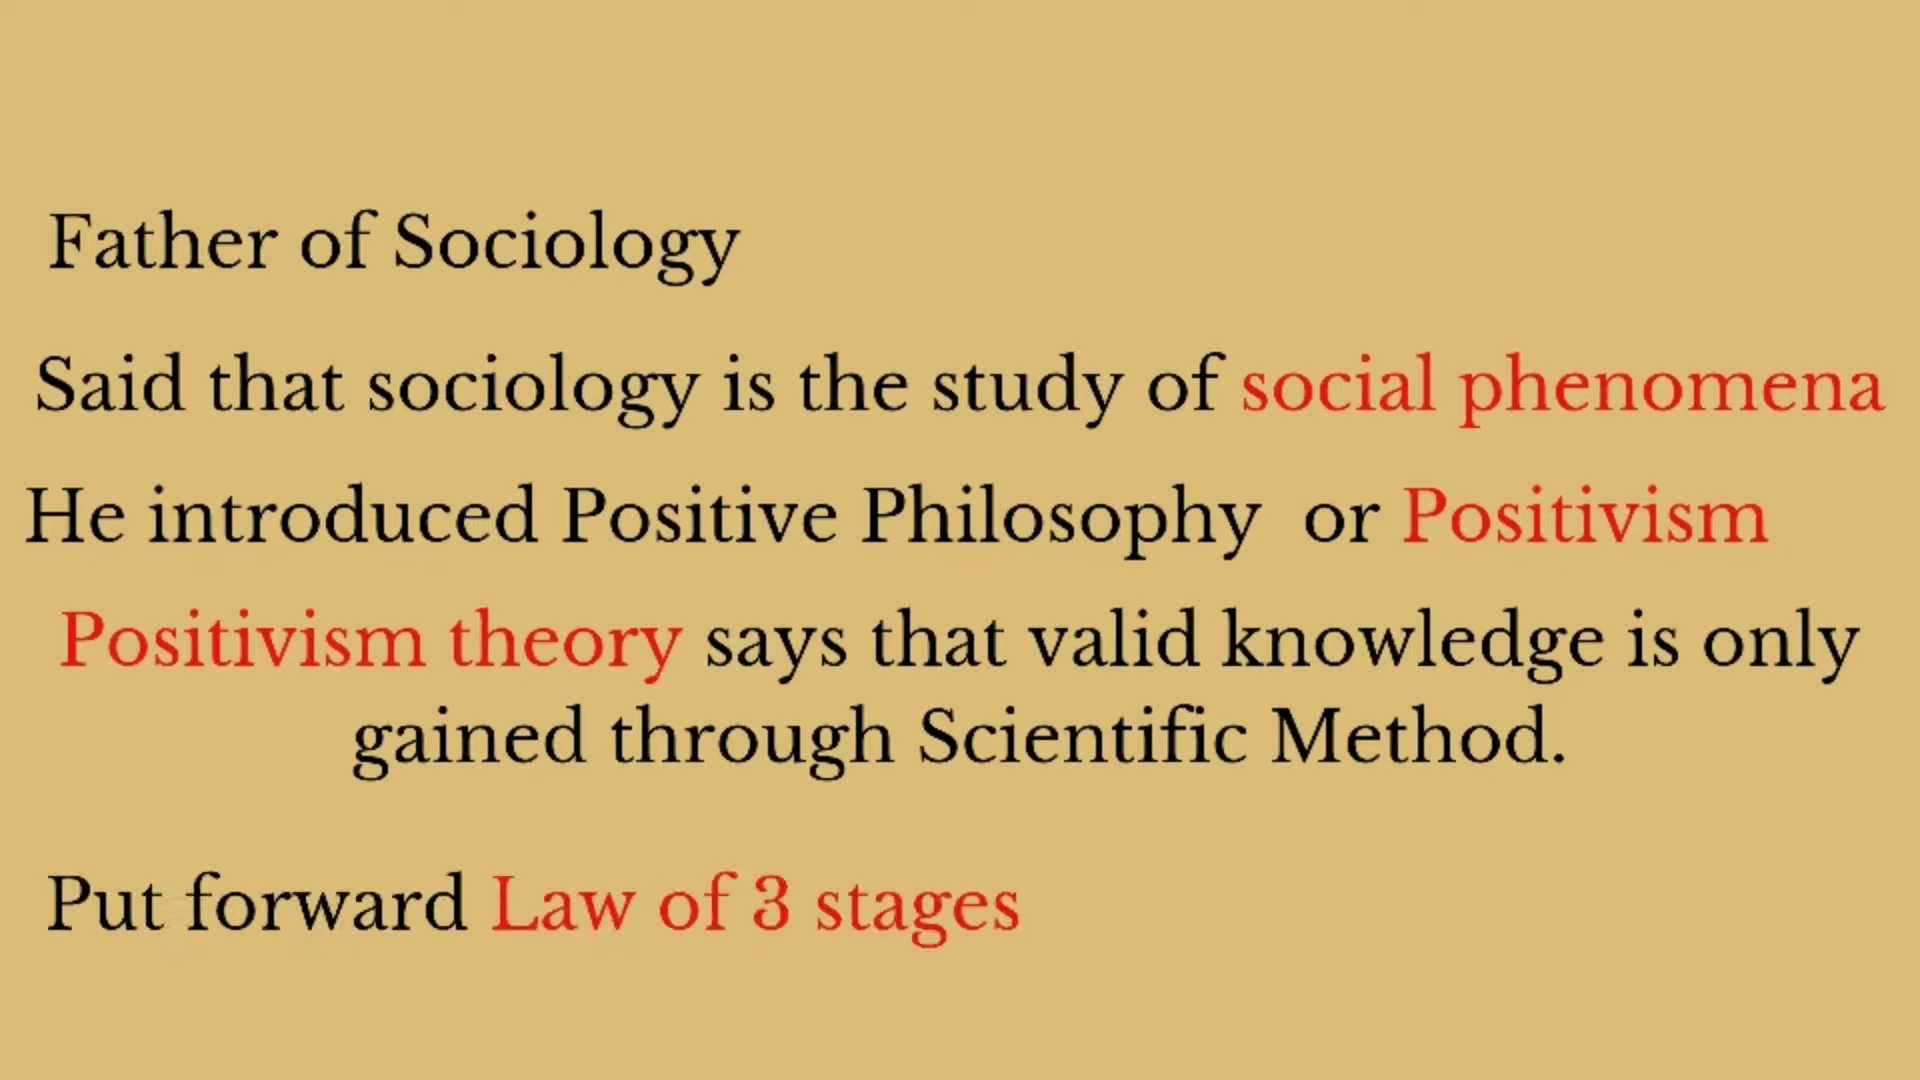 Father of Sociology
Said that sociology is the study of social phenomena
He introduced Positive Philosophy or Positivism
Positivism theory says that valid knowledge is only
gained through Scientific Method.
Put forward Law of 3 stages